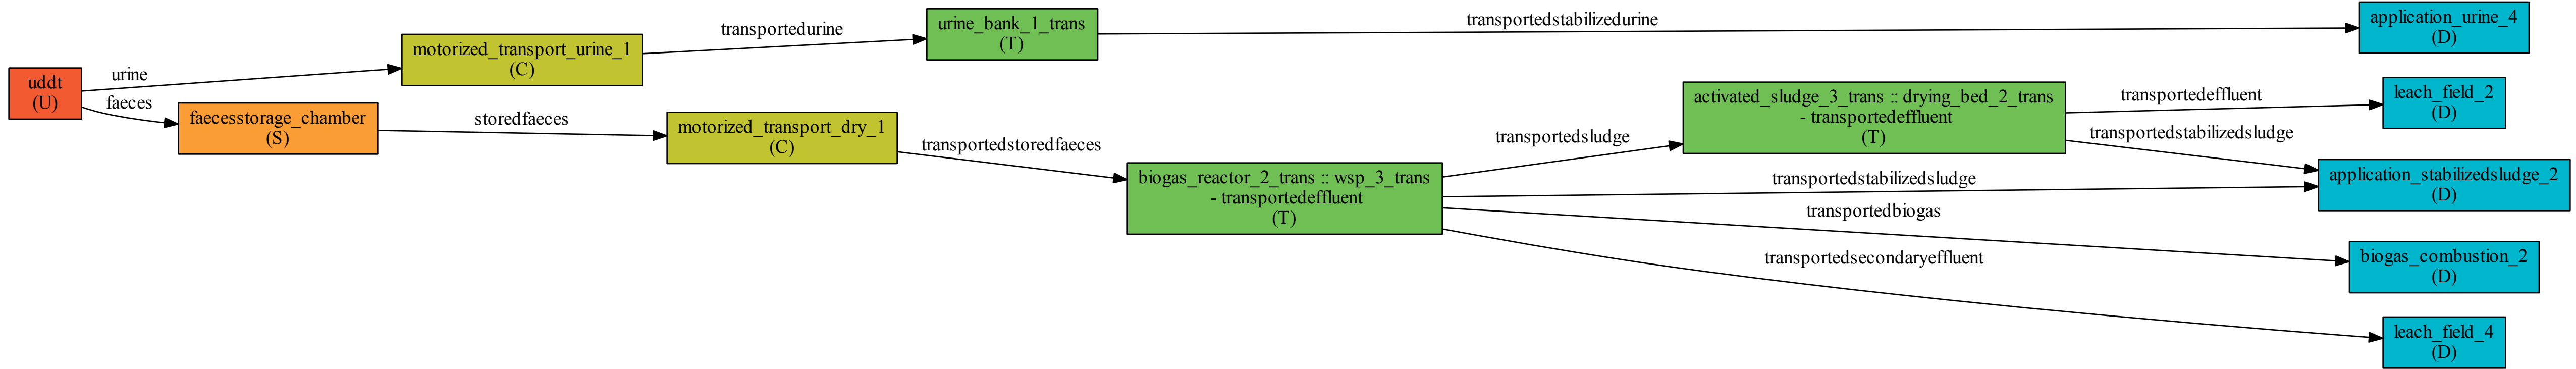 uddt
(U)
urine
faeces
motorized_transport_urine_1
(C)
faecesstorage_chamber
(S)
transportedurine
storedfaeces
urine_bank_1_trans
(T)
motorized_transport_dry_1
(C)
transportedstabilizedurine
transportedstoredfaeces
biogas_reactor_2_trans :: wsp_3_trans
- transportedeffluent
(T)
transportedsludge
transportedstabilizedsludge
transportedbiogas
transportedsecondaryeffluent
activated_sludge_3_trans :: drying_bed_2_trans
- transportedeffluent
(T)
transportedeffluent
transportedstabilizedsludge
application_urine_4
(D)
leach_field_2
(D)
application_stabilizedsludge_2
(D)
biogas_combustion_2
(D)
leach_field_4
(D)